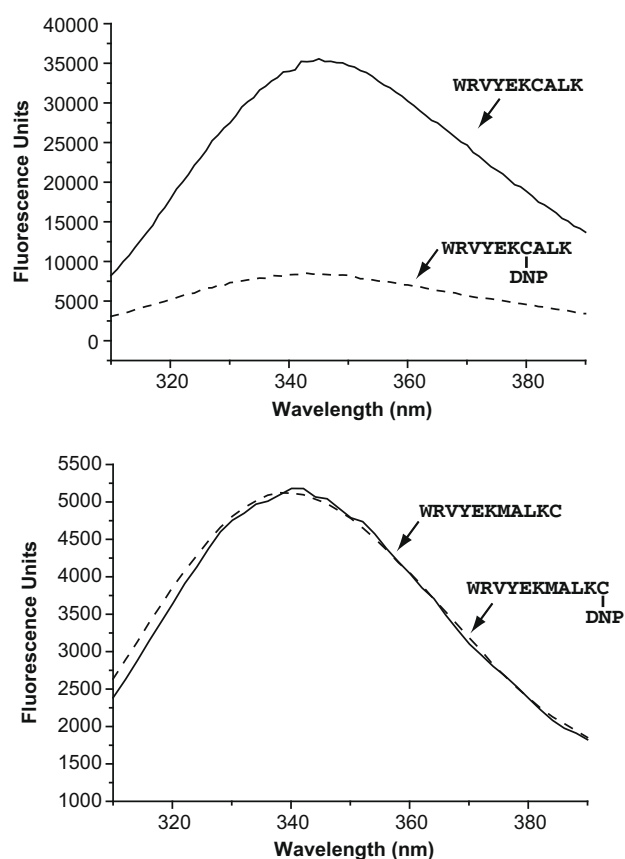 40000
35000
30000
25000
20000
15000
10000
5000
0
Fluorescence Units
WRVYEKCALK
WRVYEKCALK
DNP
320
340
360
380
Wavelength (nm)
5500
5000
4500
4000
3500
3000
2500
2000
1500
1000
Fluorescence Units
WRVYEKMALKC
WRVYEKMALKC
DNP
320
340
360
380
Wavelength (nm)